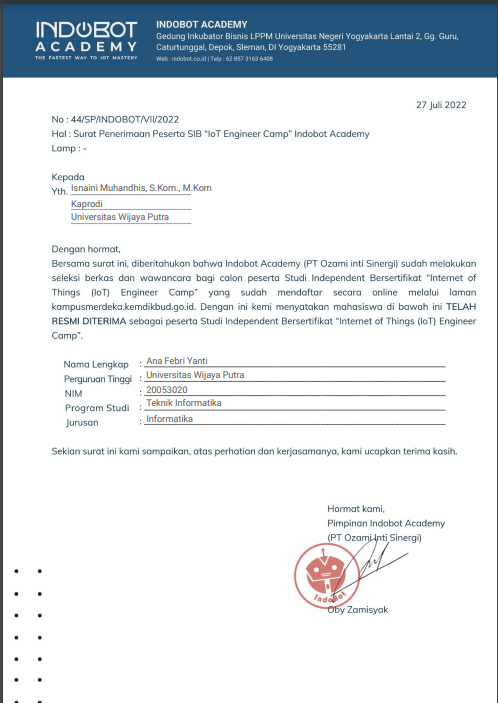 INDOBOT
ACADEMY
THE FASTEST WAY TO IOT MASTERY
INDOBOT ACADEMY
Gedung Inkubator Bisnis LPPM Universitas Negeri Yogyakarta Lantai 2, Gg. Guru,
Caturtunggal, Depok, Sleman, DI Yogyakarta 55281
Web : indobot.co.id | Telp : 62 857 3163 6408
27 Juli 2022
No : 44/SP/INDOBOT/VII/2022
Hal : Surat Penerimaan Peserta SIB “IoT Engineer Camp” Indobot Academy
Lamp : -
Kepada
Yth. Isnaini Muhandhis, S.Kom., M.Kom
Kaprodi
Universitas Wijaya Putra
Dengan hormat,
Bersama surat ini, diberitahukan bahwa Indobot Academy (PT Ozami inti Sinergi) sudah melakukan
seleksi berkas dan wawancara bagi calon peserta Studi Independent Bersertifikat “Internet of
Things (IoT) Engineer Camp” yang sudah mendaftar secara online melalui laman
kampusmerdeka.kemdikbud.go.id. Dengan ini kemi menyatakan mahasiswa di bawah ini TELAH
RESMI DITERIMA sebagai peserta Studi Independent Bersertifikat “Internet of Things (IoT) Engineer
Camp”.
Nama Lengkap : Ana Febri Yanti
Perguruan Tinggi : Universitas Wijaya Putra
NIM : 20053020
Program Studi : Teknik Informatika
Jurusan : Informatika
Sekian surat ini kami sampaikan, atas perhatian dan kerjasamanya, kami ucapkan terima kasih.
Hormat kami,
Pimpinan Indobot Academy
(PT Ozami Inti Sinergi)
IndoBot
Oby Zamisyak